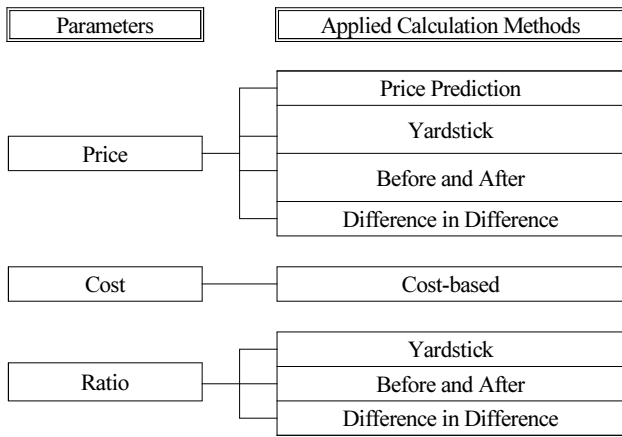 Parameters Applied Calculation Methods
Price Prediction
Yardstick
Price
Before and After
Difference in Difference
Cost Cost-based
Yardstick
Ratio Before and After
Difference in Difference